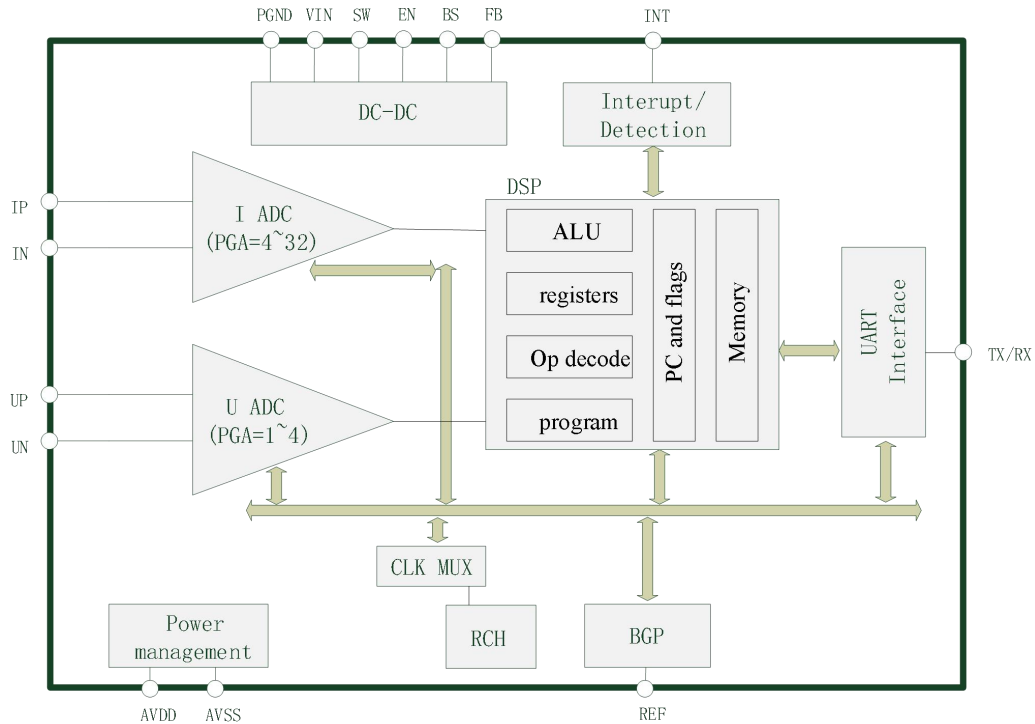 PGND VIN SW EN BS FB INT
DC-DC
Interupt/
Detection
DSP
IP
IN
I ADC
(PGA=4~32)
ALU
registers
Op decode
program
PC and flags
Memory
UART
Interface
TX/RX
UP
UN
U ADC
(PGA=1~4)
CLK MUX
RCH
BGP
Power
management
AVDD AVSS
REF